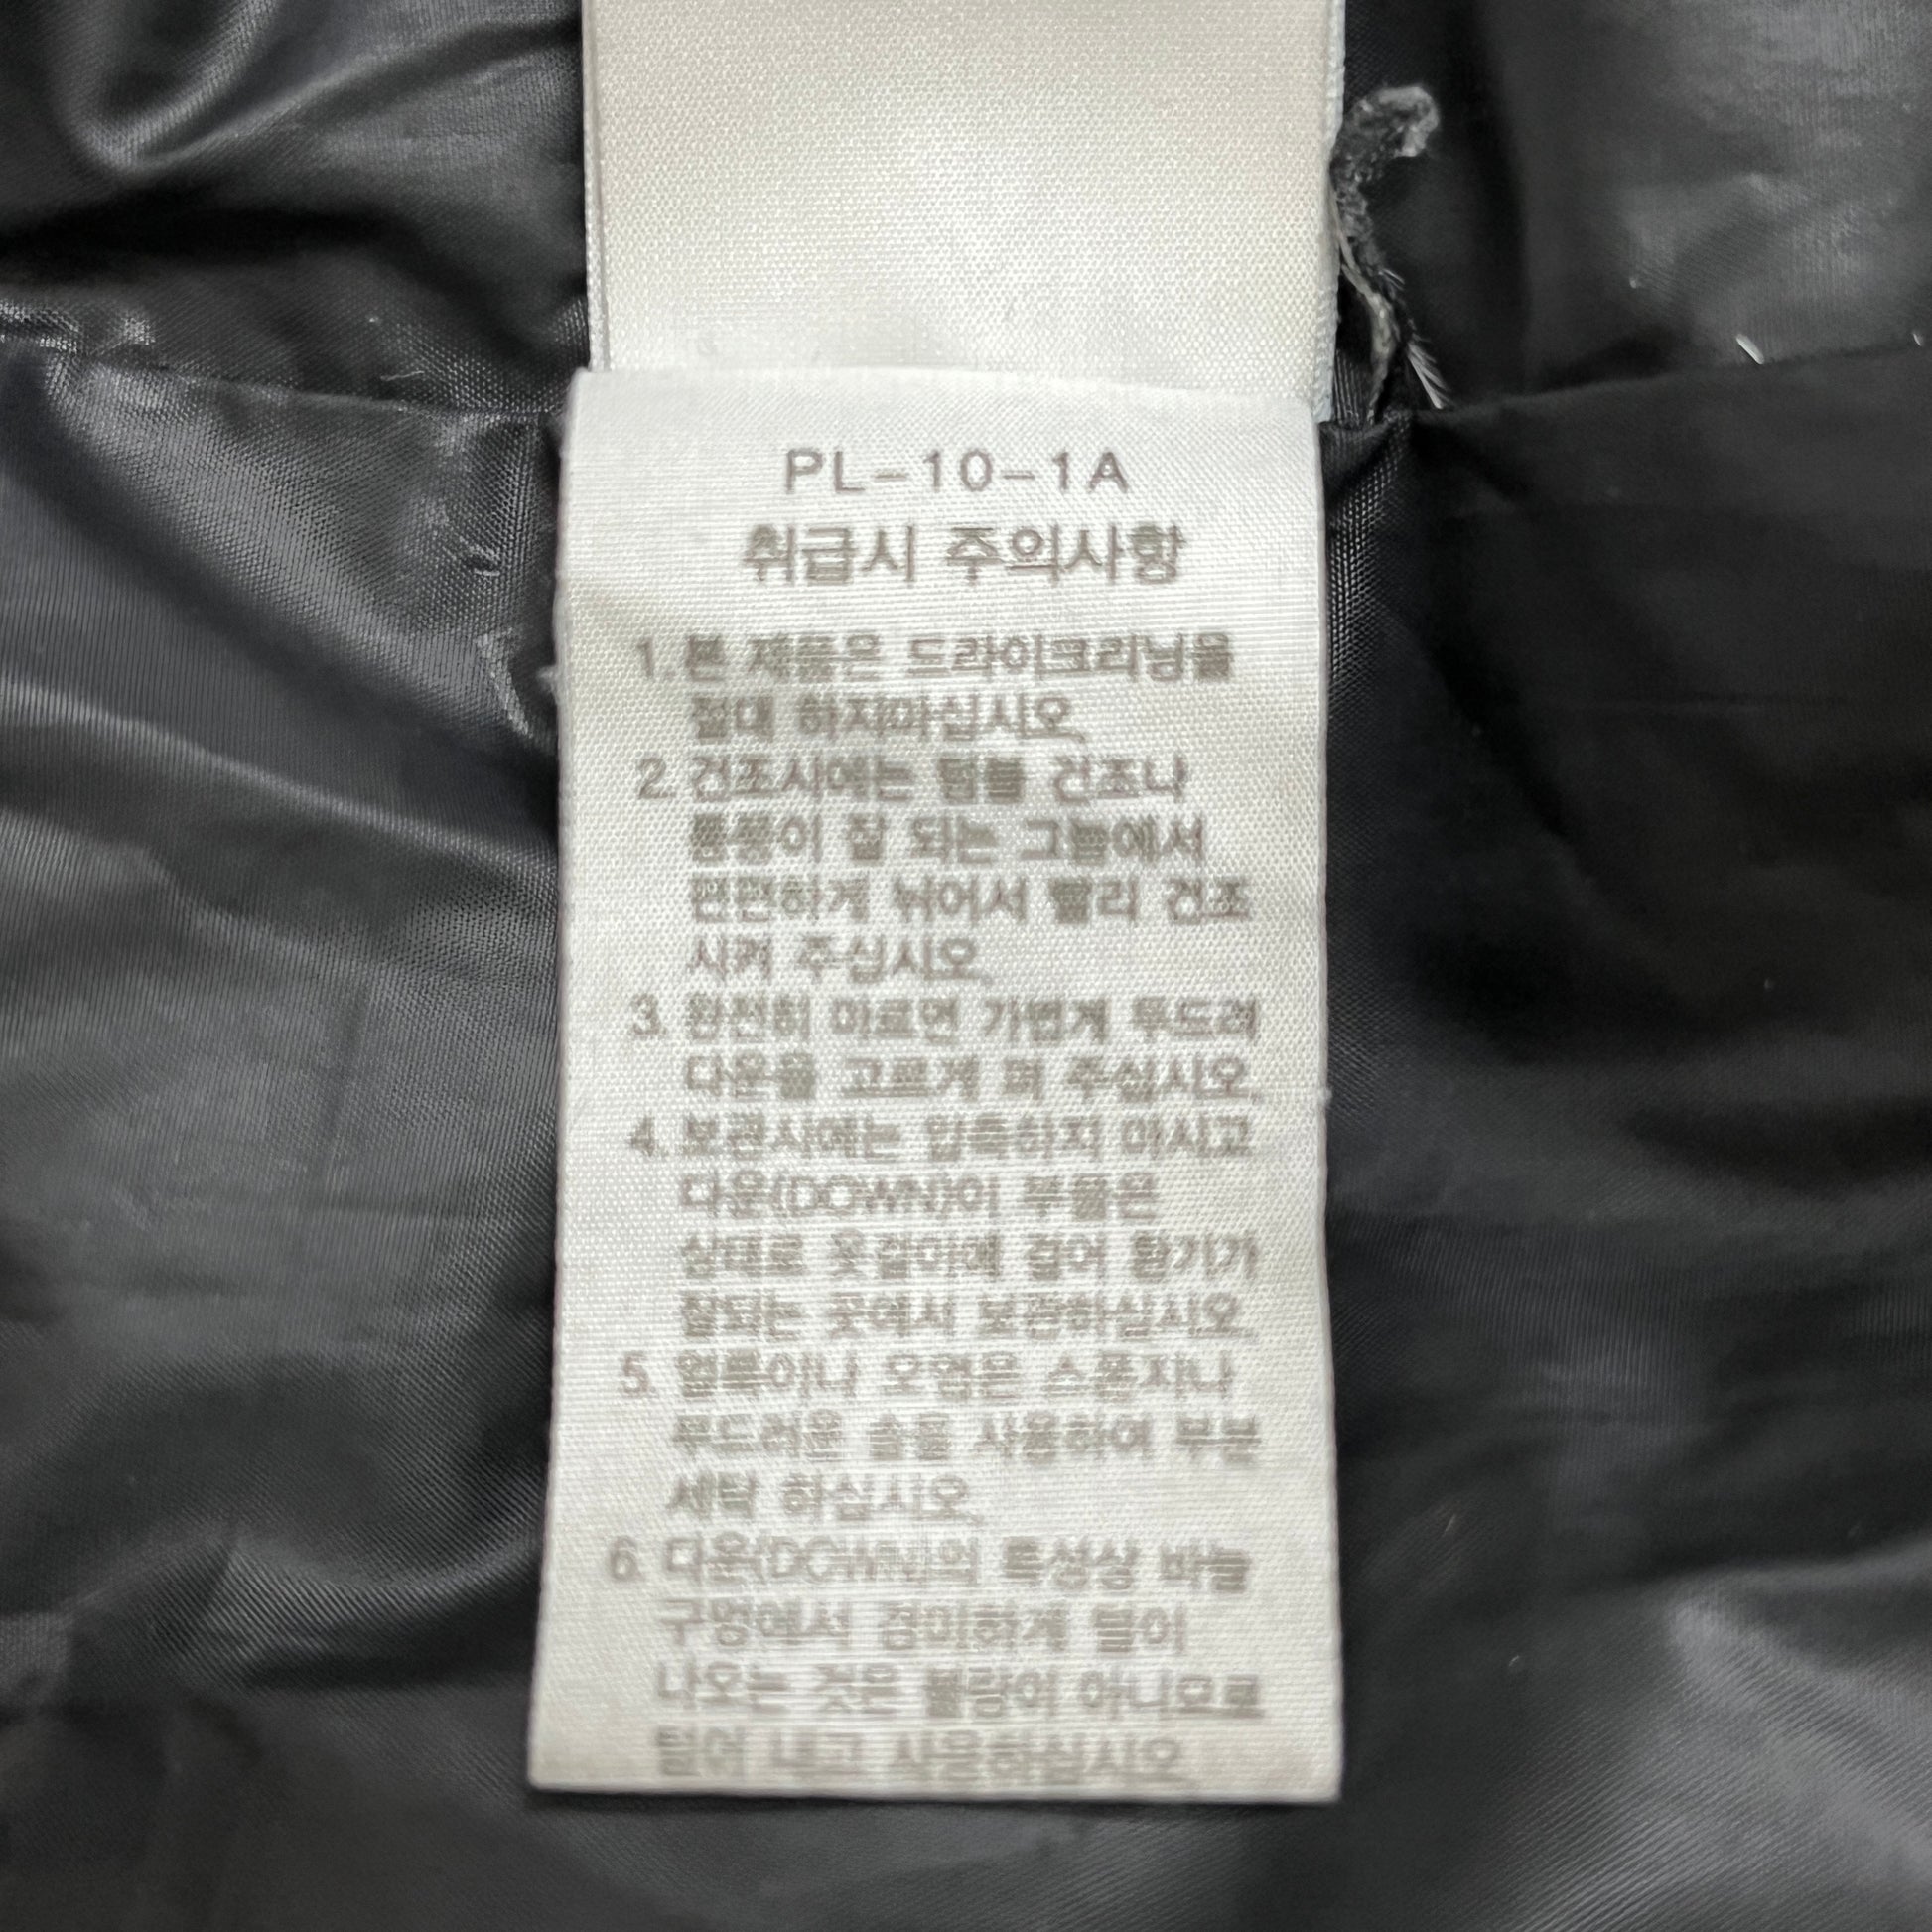 PL-10-1A
취급시 주의사항
1. 본 제품은 드라이크리닝을
절대 하지마십시오.
2. 건조시에는 텀블 건조나
통풍이 잘 되는 그늘에서
편편하게 뉘어서 빨리 건조
시켜 주십시오.
3. 완전히 마르면 가볍게 두드려
다운을 고르게 펴 주십시오.
4. 보관시에는 압축하지 마시고
다운(DOWN)이 부풀은
상태로 옷걸이에 걸어 환기가
잘되는 곳에서 보관하십시오.
5. 얼룩이나 오염은 스폰지나
부드러운 솔을 사용하여 부분
세탁 하십시오.
6. 다운(DOWN)의 특성상 바늘
구멍에서 경미하게 털이
나오는 것은 불량이 아니므로
털어 내고 사용하십시오